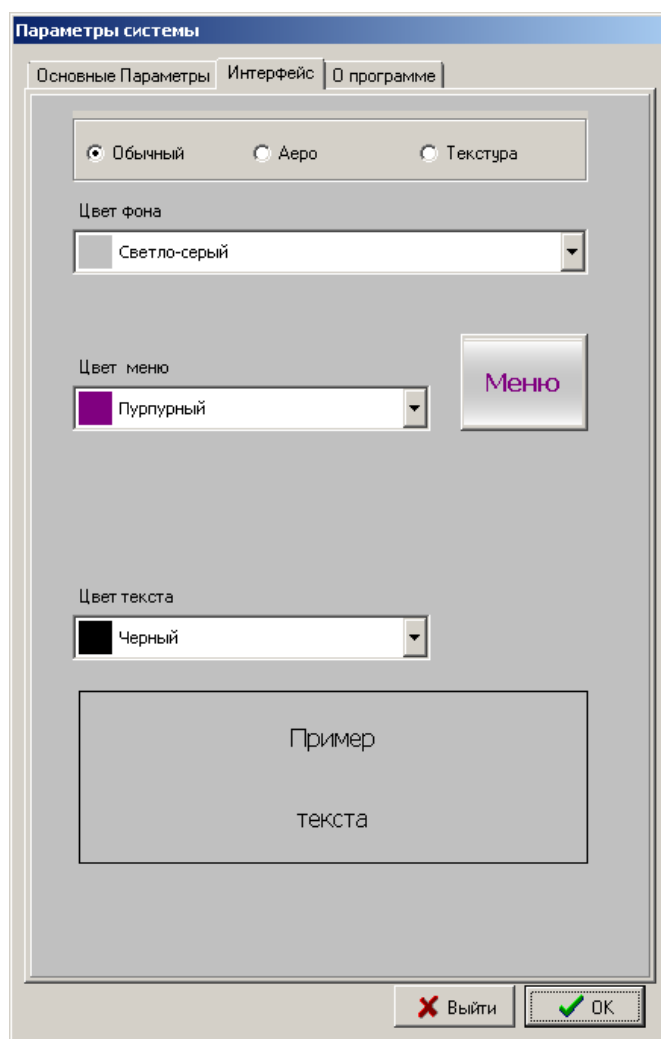 Параметры системы
Основные Параметры Интерфейс О программе
Обычный Аеро Текстура
Цвет фона
Светло-серый
Цвет меню
Меню
Пурпурный
Цвет текста
Черный
Пример
текста
Выйти OK